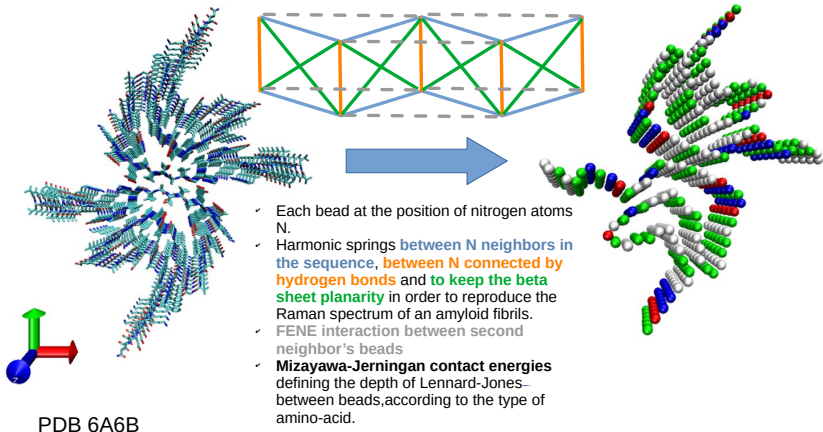 Each bead at the position of nitrogen atoms
N.
Harmonic springs between N neighbors in
the sequence, between N connected by
hydrogen bonds and to keep the beta
sheet planarity in order to reproduce the
Raman spectrum of an amyloid fibrils.
FENE interaction between second
neighbor's beads
Mizayawa-Jerningan contact energies
defining the depth of Lennard-Jones
between beads,according to the type of
amino-acid.
PDB 6A6B